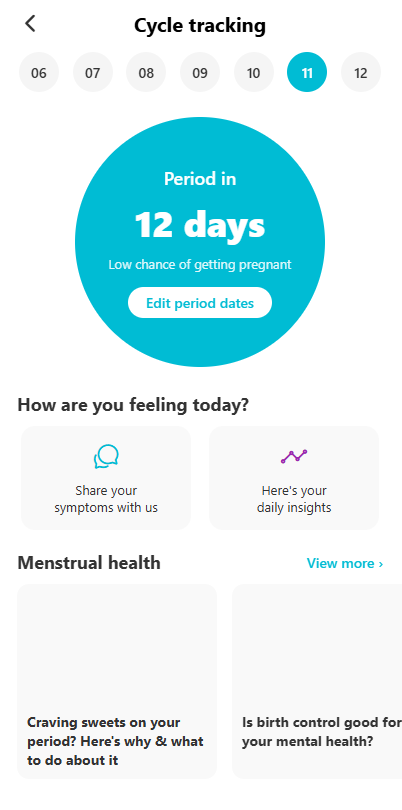 Cycle tracking
06 07 08 09 10 11 12
Period in
12 days
Low chance of getting pregnant
Edit period dates
How are you feeling today?
Share your
symptoms with us
Here's your
daily insights
Menstrual health
View more ›
Craving sweets on your
period? Here's why & what
to do about it
Is birth control good for
your mental health?